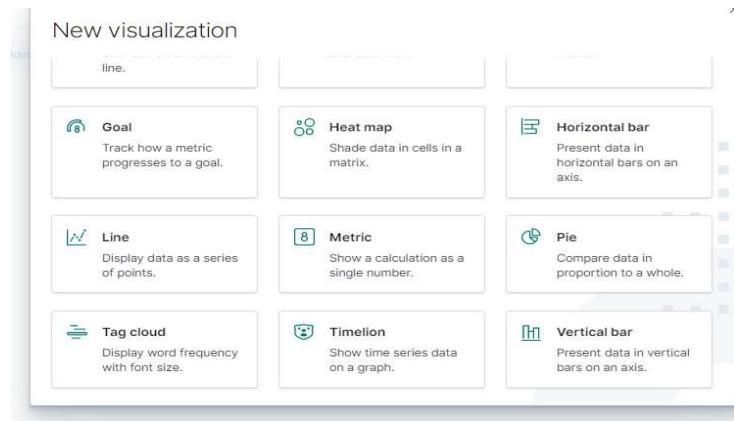 New visualization
line.
Goal
Track how a metric
progresses to a goal.
Heat map
Shade data in cells in a
matrix.
Horizontal bar
Present data in
horizontal bars on an
axis.
Line
Display data as a series
of points.
8
Metric
Show a calculation as a
single number.
Pie
Compare data in
proportion to a whole.
Tag cloud
Display word frequency
with font size.
Timelion
Show time series data
on a graph.
Vertical bar
Present data in vertical
bars on an axis.